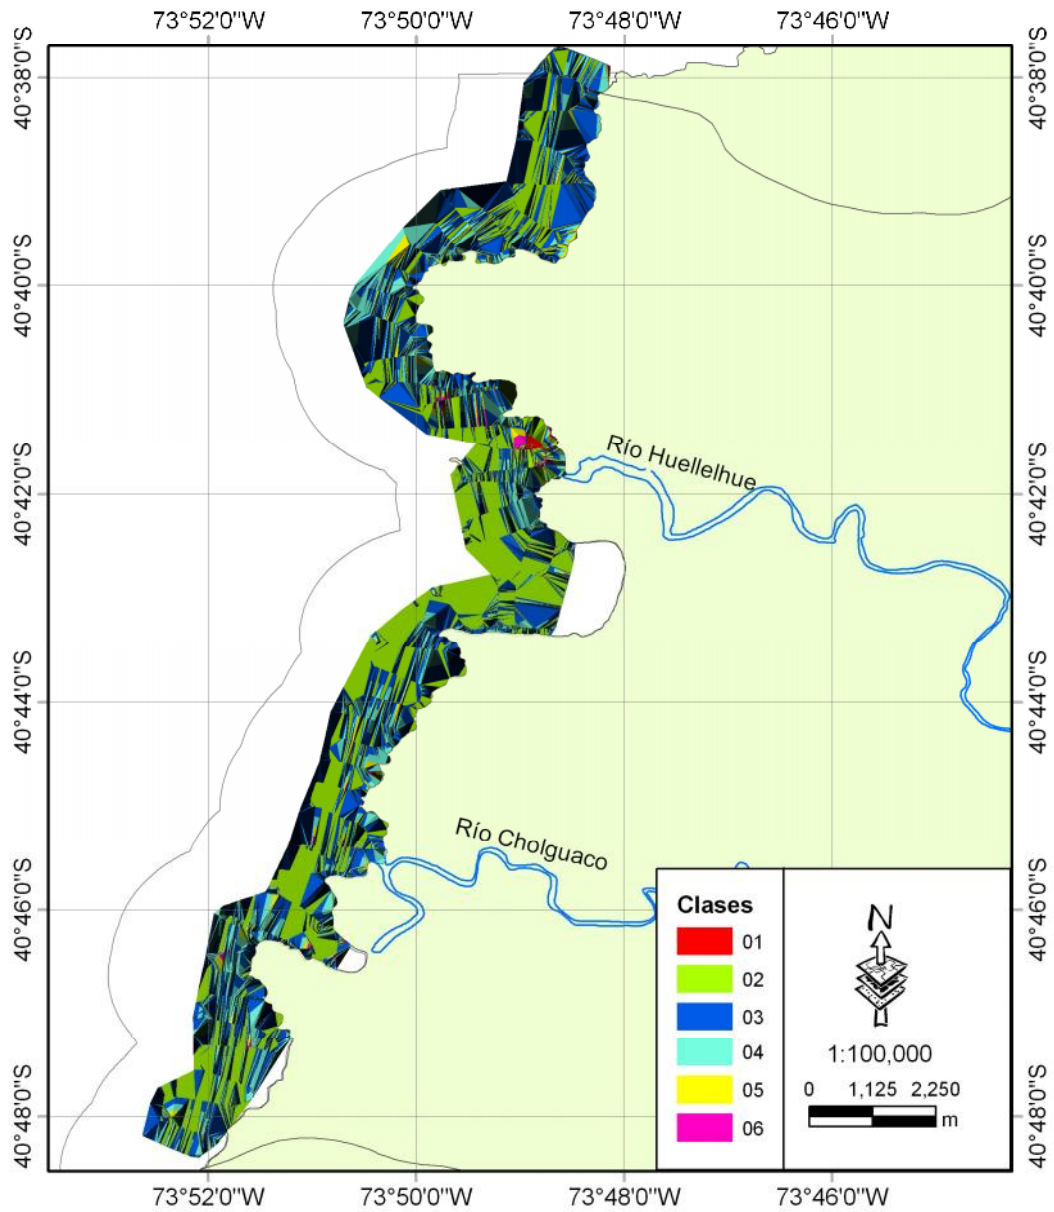 73°52'0"W 73°50'0"W 73°48'0"W 73°46'0"W
40°38'0"S 40°38'0"S
40°40'0"S 40°40'0"S
Río Huellelhue
40°42'0"S 40°42'0"S
40°44'0"S 40°44'0"S
Río Cholguaco
40°46'0"S 40°46'0"S
Clases
01
02
03
04
05
06
N
1:100,000
0 1,125 2,250
m
40°48'0"S 40°48'0"S
73°52'0"W 73°50'0"W 73°48'0"W 73°46'0"W